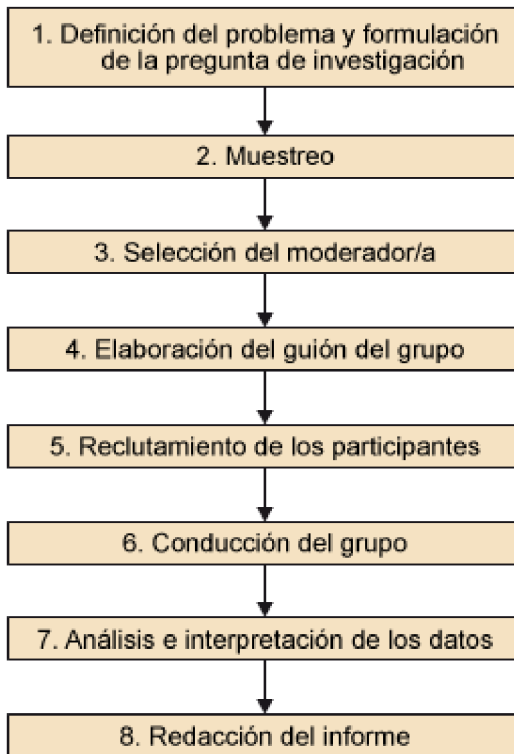 1. Definición del problema y formulación
de la pregunta de investigación
2. Muestreo
3. Selección del moderador/a
4. Elaboración del guión del grupo
5. Reclutamiento de los participantes
6. Conducción del grupo
7. Análisis e interpretación de los datos
8. Redacción del informe